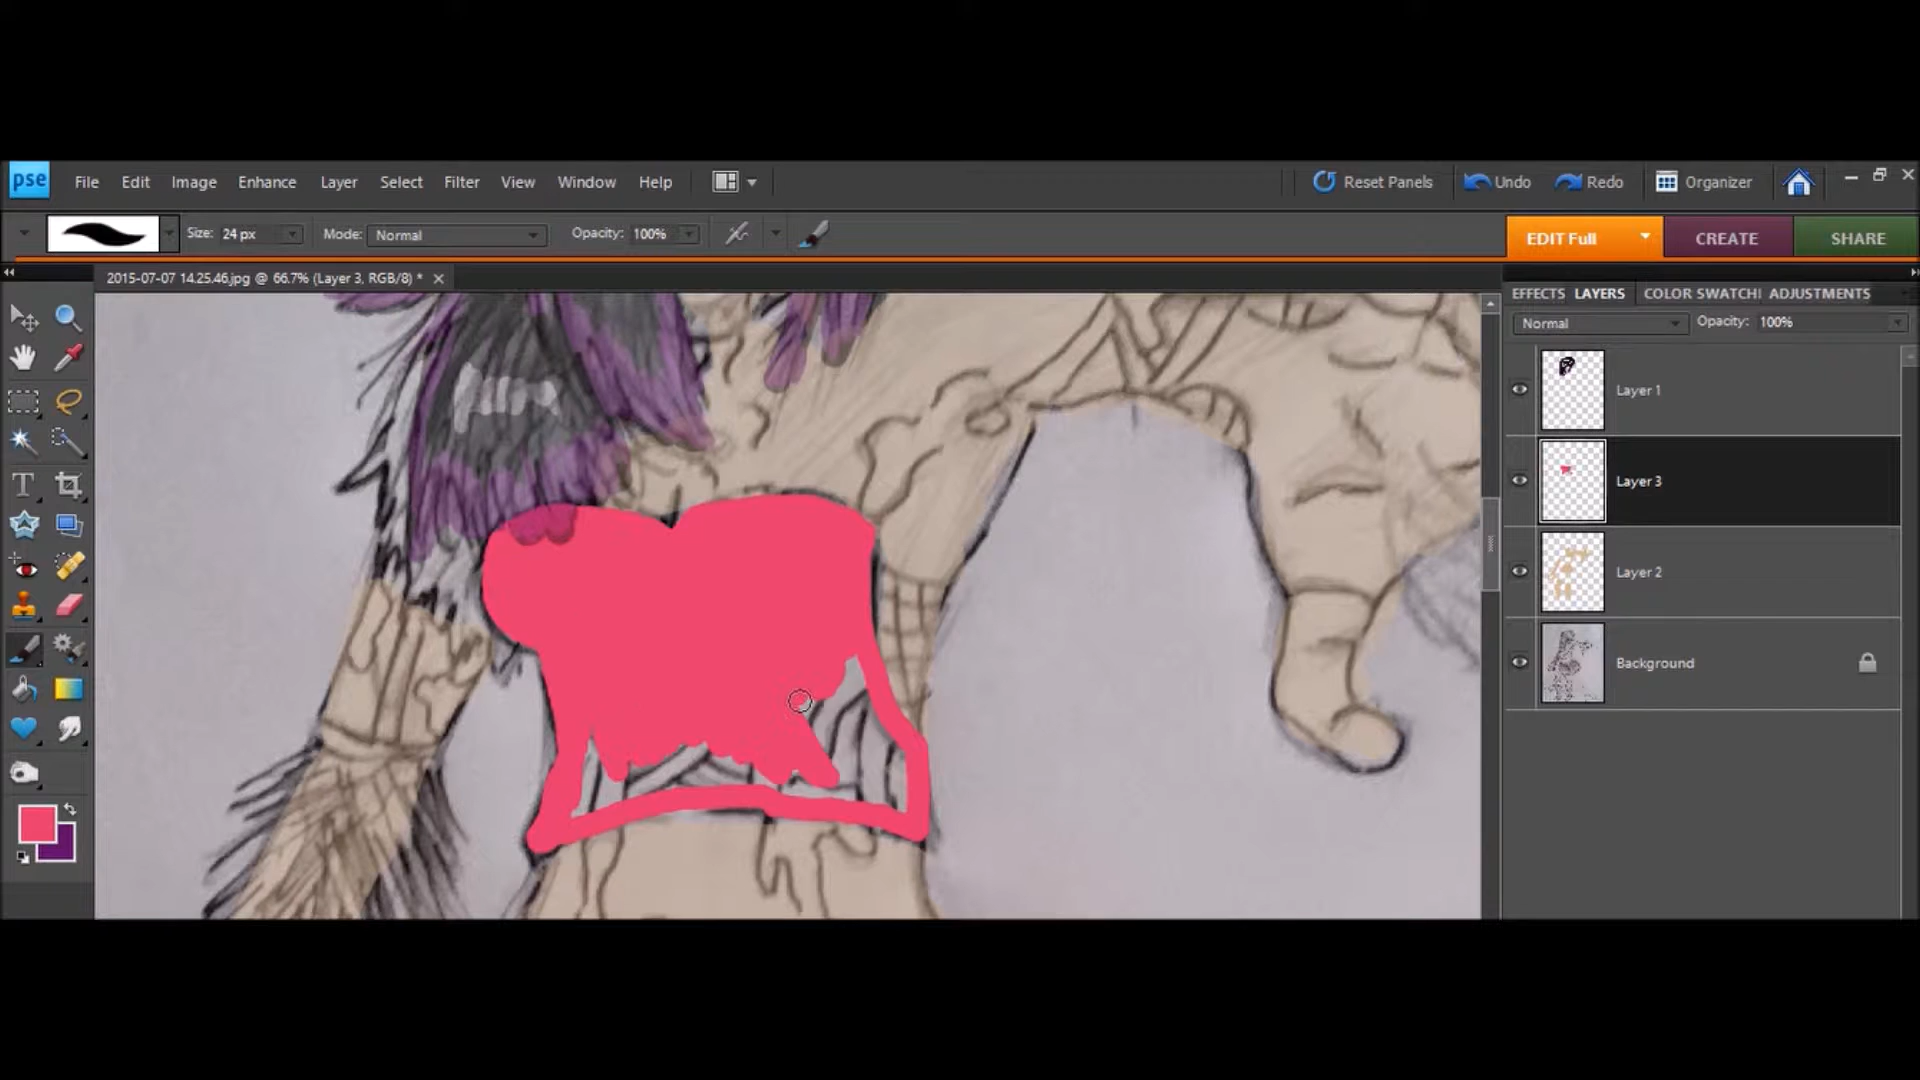 pse File Edit Image Enhance Layer Select Filter View Window Help Reset Panels Undo Redo Organizer
Size: 24 px Mode: Normal Opacity: 100% EDIT Full CREATE SHARE
2015-07-07 14.25.46.jpg @ 66.7% (Layer 3, RGB/8) *
EFFECTS LAYERS COLOR SWATCHI ADJUSTMENTS
Normal Opacity: 100%
Layer 1
Layer 3
Layer 2
Background